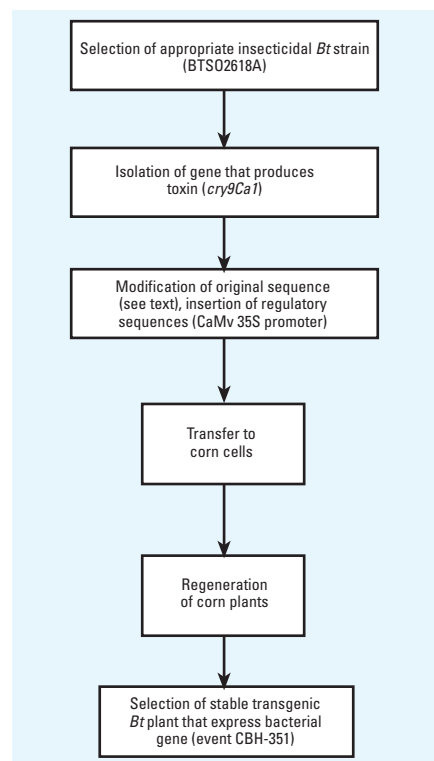 Selection of appropriate insecticidal Bt strain
(BTS02618A)
Isolation of gene that produces
toxin (cry9Ca1)
Modification of original sequence
(see text), insertion of regulatory
sequences (CaMv 35S promoter)
Transfer to
corn cells
Regeneration
of corn plants
Selection of stable transgenic
Bt plant that express bacterial
gene (event CBH-351)